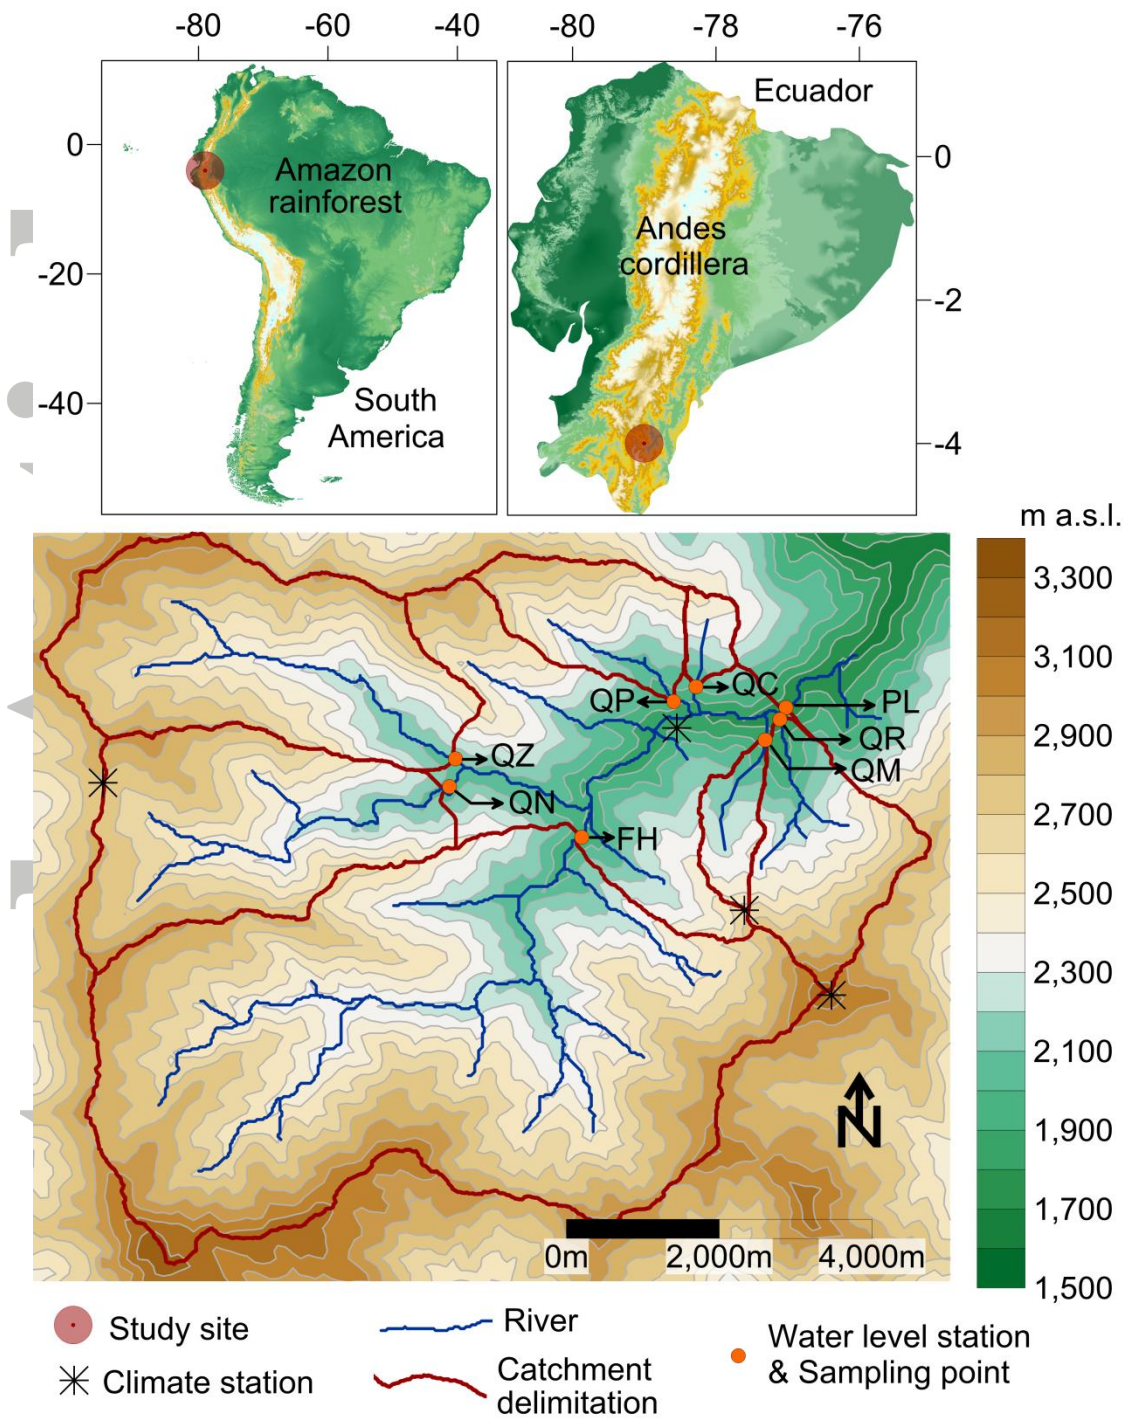 -80 -60 -40
-80 -78 -76
Ecuador
0
-20
-40
Amazon
rainforest
South
America
Andes
cordillera
0
-2
-4
m a.s.l.
3,300
3,100
2,900
2,700
2,500
2,300
2,100
1,900
1,700
1,500
QP
QC
PL
QR
QM
QZ
QN
FH
N
0m 2,000m 4,000m
Study site
River
Water level station
& Sampling point
Climate station
Catchment
delimitation